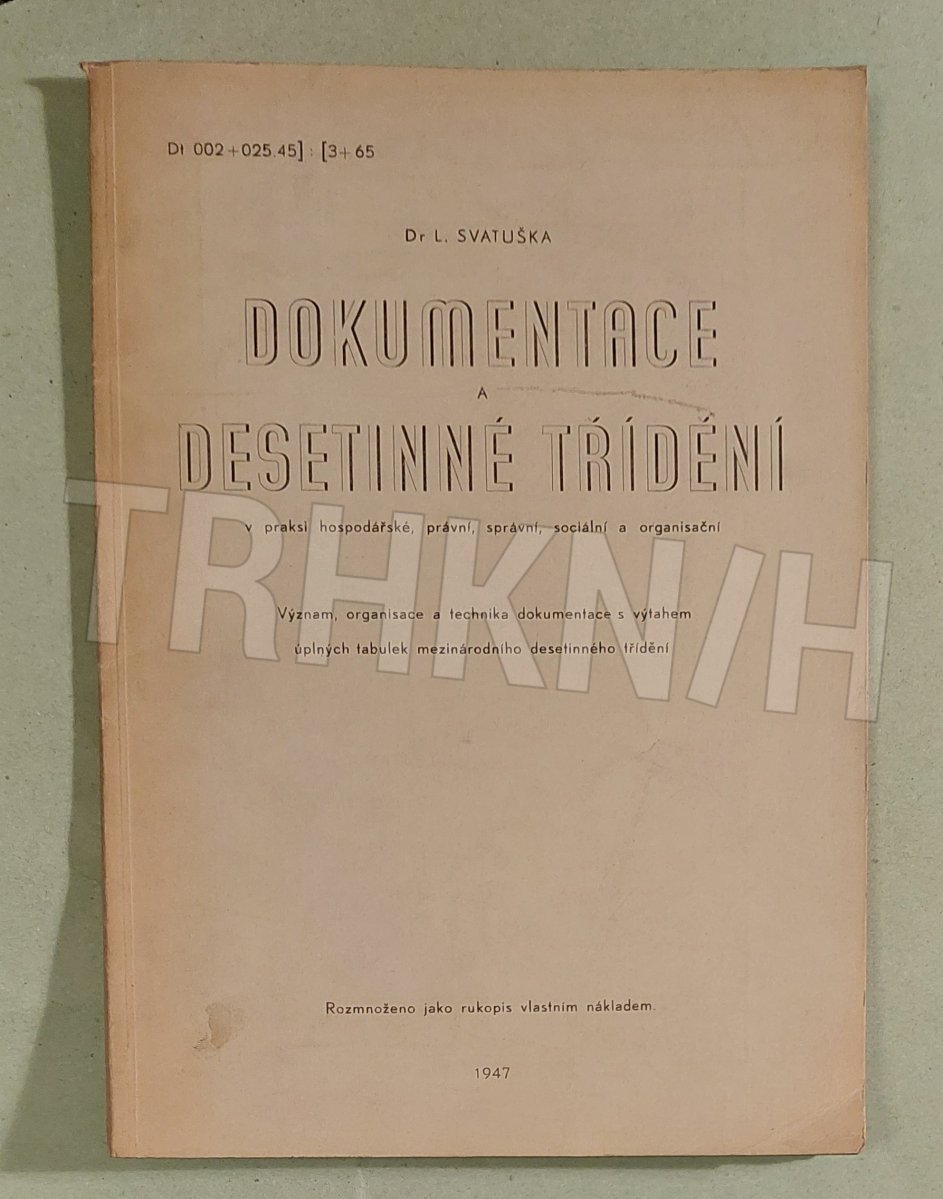 Dt 002+025.45] : [3+65
Dr L. SVATUŠKA
DOKUMENTACE
A
DESETINNÉ TŘÍDĚNÍ
v praksi hospodářské, právní, správní, sociální a organisační
TRHKNIH
Význam, organisace a technika dokumentace s výtahem
úplných tabulek mezinárodního desetinného třídění
Rozmnoženo jako rukopis vlastním nákladem.
1947